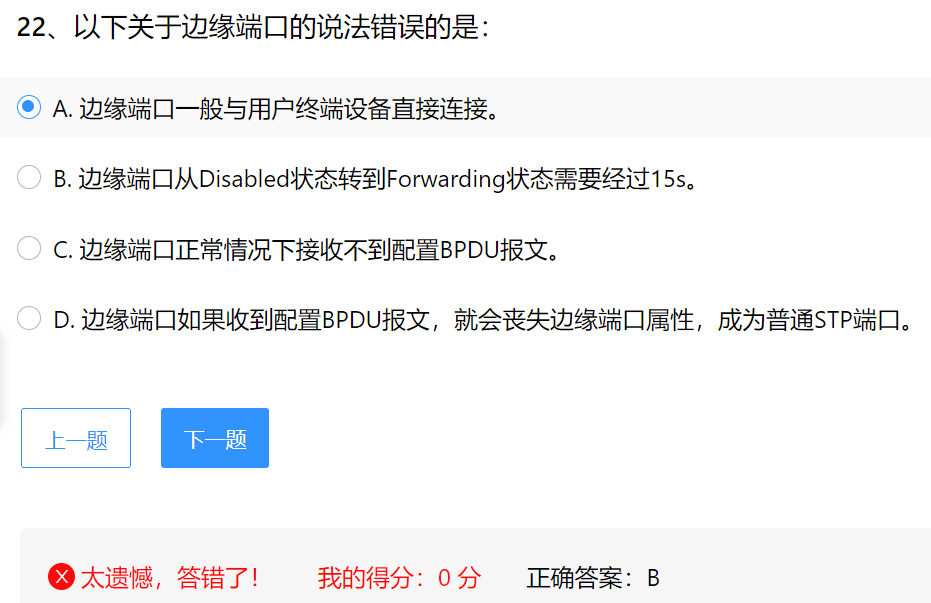 22、以下关于边缘端口的说法错误的是：
A. 边缘端口一般与用户终端设备直接连接。
B. 边缘端口从Disabled状态转到Forwarding状态需要经过15s。
C. 边缘端口正常情况下接收不到配置BPDU报文。
D. 边缘端口如果收到配置BPDU报文，就会丧失边缘端口属性，成为普通STP端口。
上一题 下一题
太遗憾，答错了！ 我的得分：0 分 正确答案：B